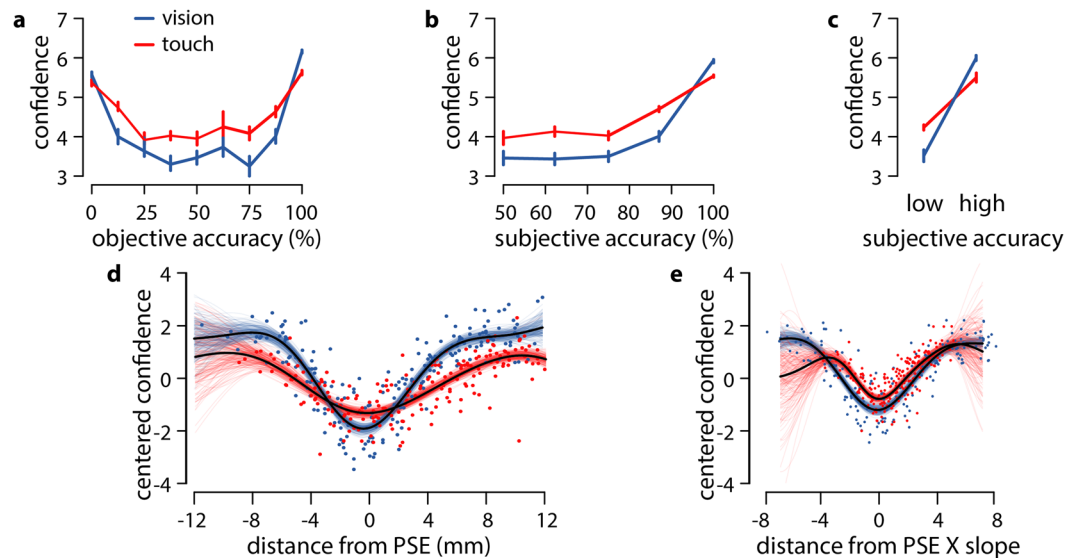 a
vision
touch
7
6
5
4
3
confidence
0
25
50
75
100
objective accuracy (%)
b
7
6
5
4
3
confidence
50
60
70
80
90
100
subjective accuracy (%)
c
7
6
5
4
3
confidence
low
high
subjective accuracy
d
4
2
0
-2
-4
centered confidence
-12
-8
-4
0
4
8
12
distance from PSE (mm)
e
4
2
0
-2
-4
centered confidence
-8
-4
0
4
8
distance from PSE X slope